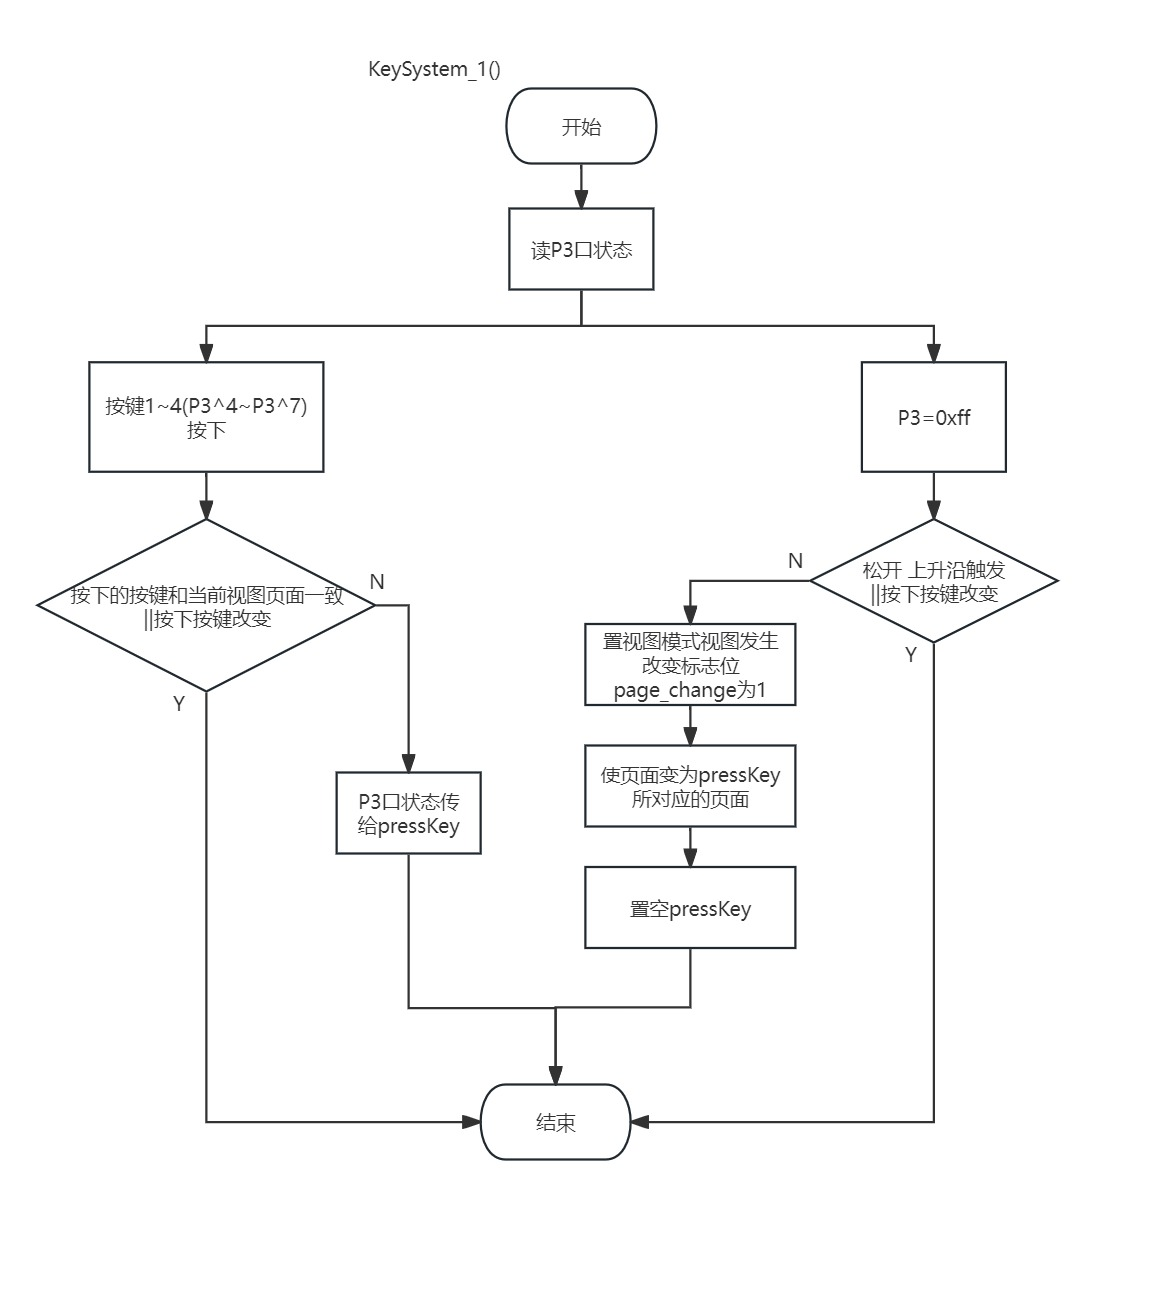 KeySystem_1()
开始
读P3口状态
按键1~4(P3^4~P3^7)
按下
P3=0xff
按下的按键和当前视图页面一致
||按下按键改变
N
Y
松开 上升沿触发
||按下按键改变
N
Y
置视图模式视图发生
改变标志位
page_change为1
使页面变为pressKey
所对应的页面
P3口状态传
给pressKey
置空pressKey
结束